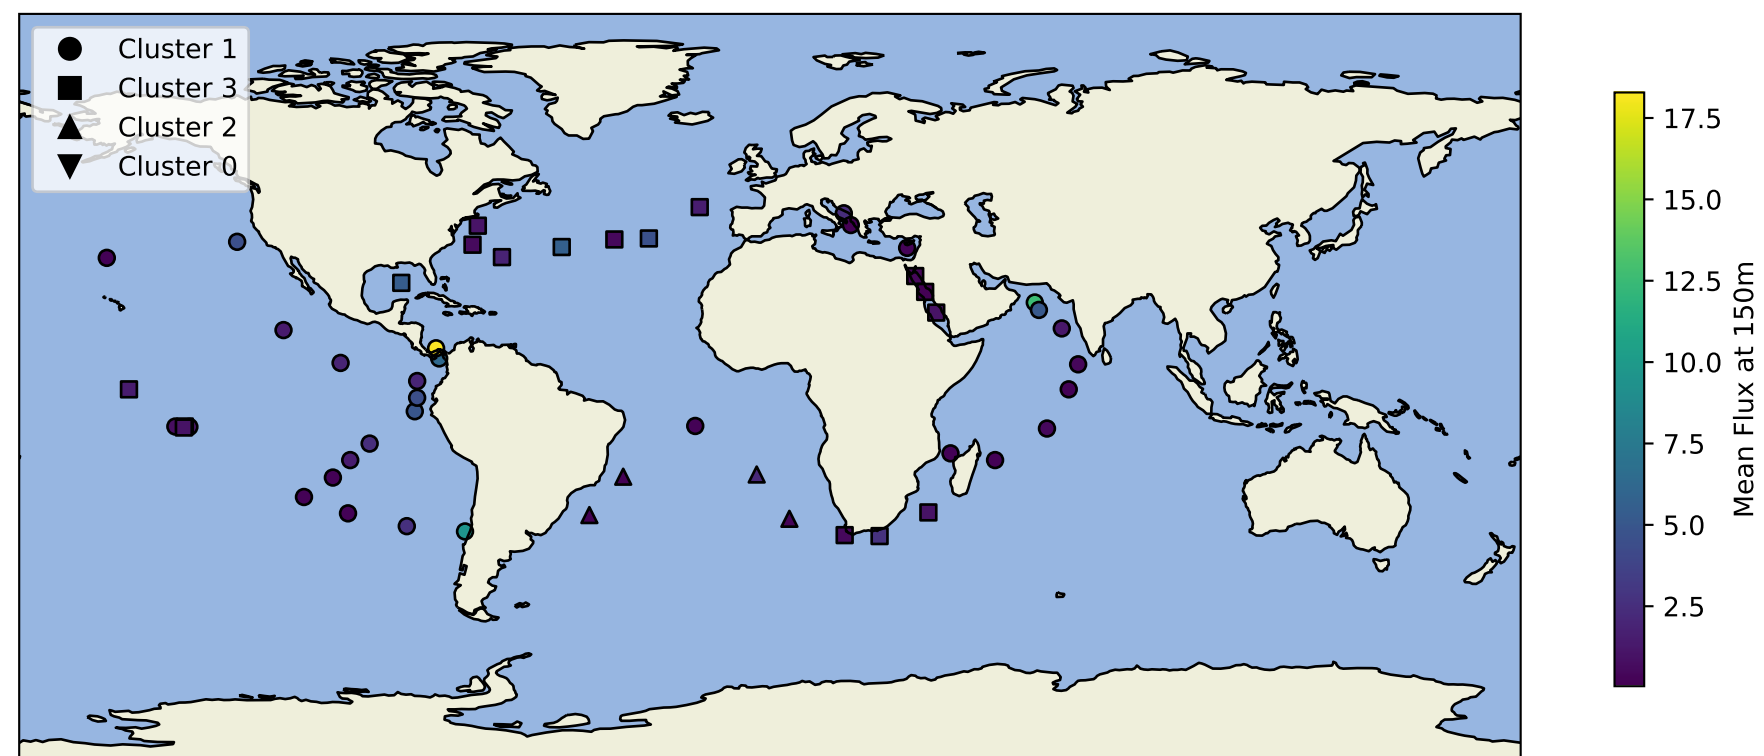 Cluster 1
Cluster 3
Cluster 2
Cluster 0
17.5
15.0
12.5
10.0
7.5
5.0
2.5
Mean Flux at 150m